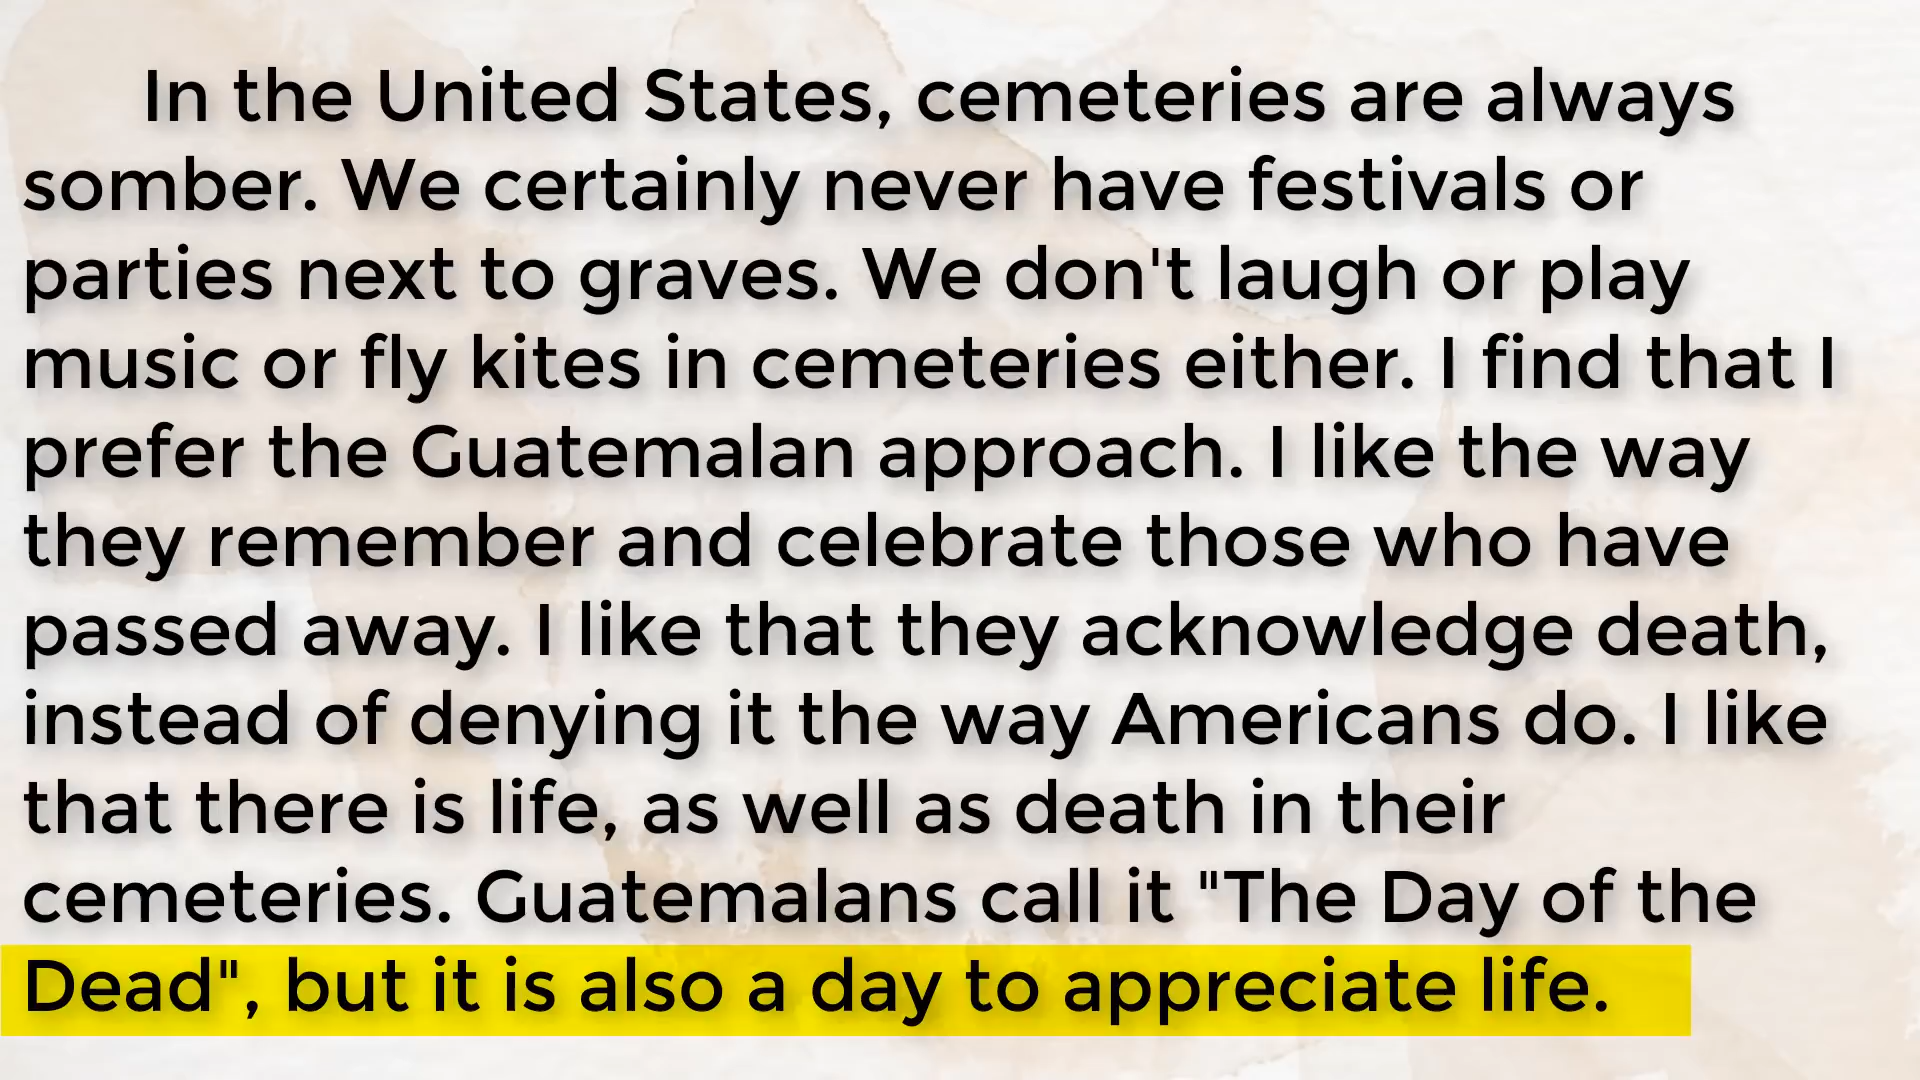 In the United States, cemeteries are always
somber. We certainly never have festivals or
parties next to graves. We don't laugh or play
music or fly kites in cemeteries either. I find that I
prefer the Guatemalan approach. I like the way
they remember and celebrate those who have
passed away. I like that they acknowledge death,
instead of denying it the way Americans do. I like
that there is life, as well as death in their
cemeteries. Guatemalans call it "The Day of the
Dead", but it is also a day to appreciate life.